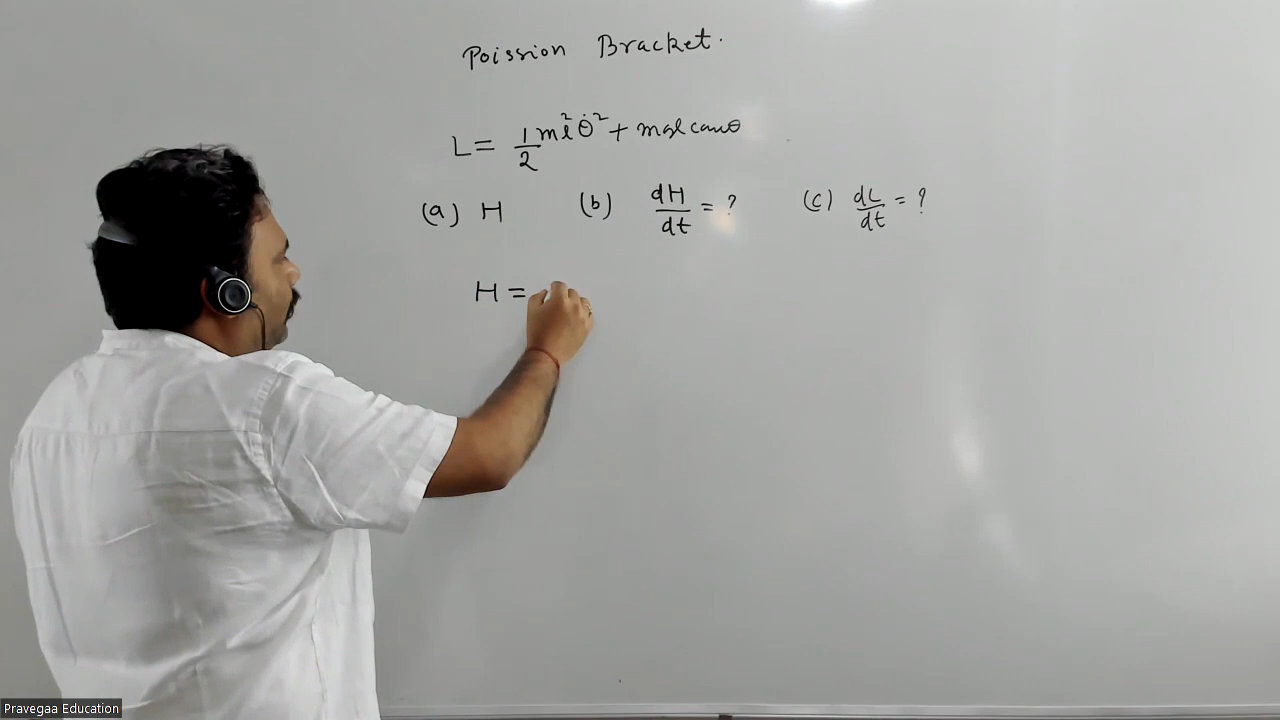 Poission Bracket.
L = 1/2 ml²θ̇² + mgl cosθ
(a) H (b) dH/dt = ? (c) dL/dt = ?
H =
Pravegaa Education